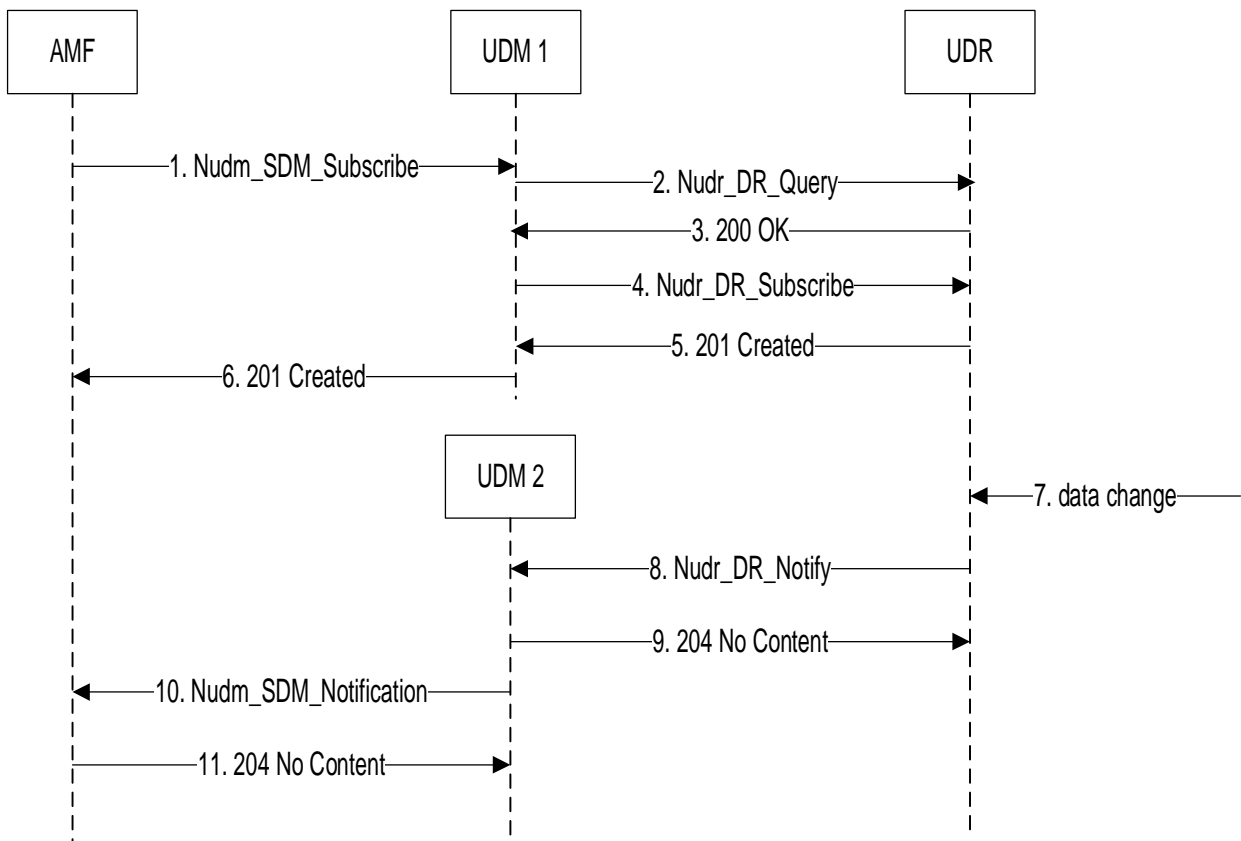 AMF
UDM 1
UDR
1. Nudm_SDM_Subscribe
2. Nudr_DR_Query
3. 200 OK
4. Nudr_DR_Subscribe
5. 201 Created
6. 201 Created
UDM 2
7. data change
8. Nudr_DR_Notify
9. 204 No Content
10. Nudm_SDM_Notification
11. 204 No Content